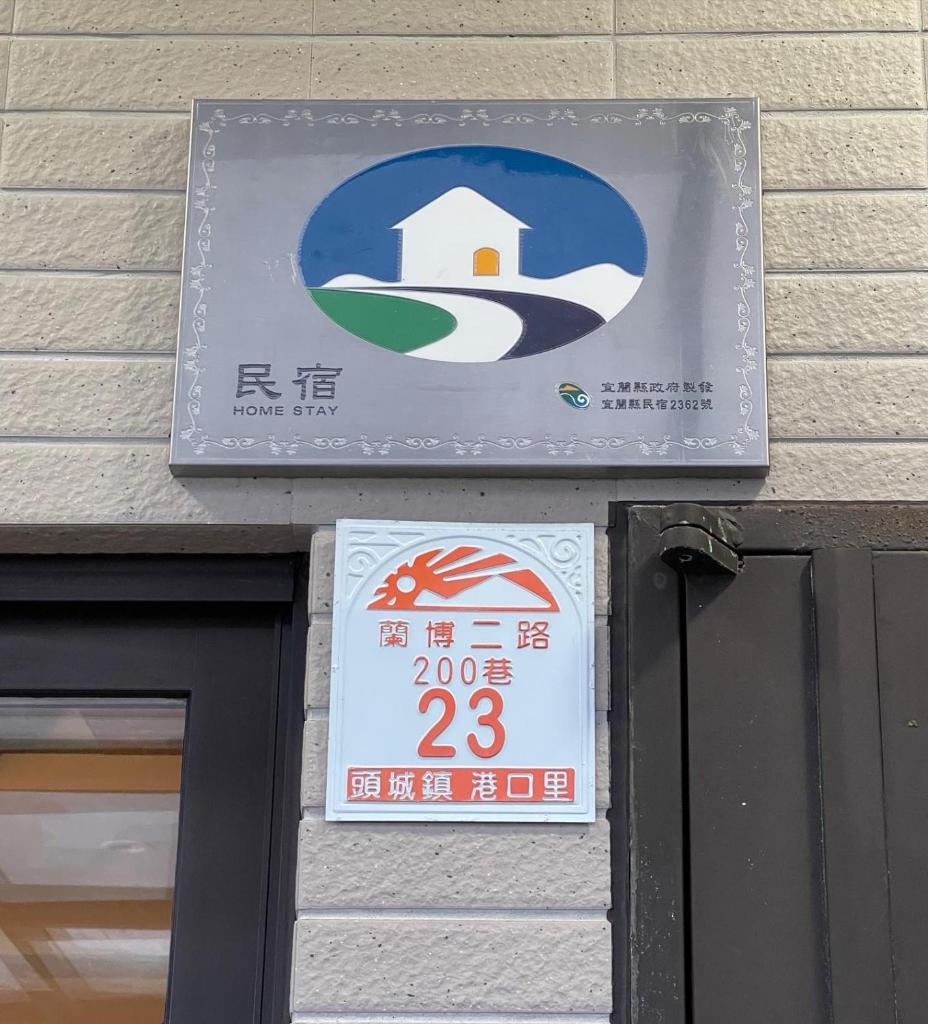 民宿
HOME STAY
宜蘭縣政府製發
宜蘭縣民宿2362號
蘭博二路
200巷
23
頭城鎮 港口里